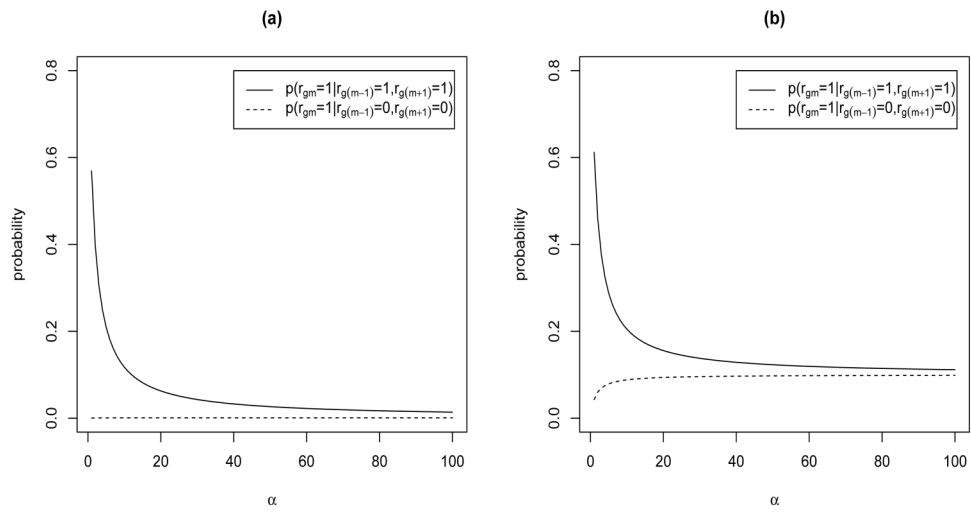 (a)
p(r_gm=1|r_g(m−1)=1,r_g(m+1)=1)
p(r_gm=1|r_g(m−1)=0,r_g(m+1)=0)
probability
0.0
0.2
0.4
0.6
0.8
0
20
40
60
80
100
α
(b)
p(r_gm=1|r_g(m−1)=1,r_g(m+1)=1)
p(r_gm=1|r_g(m−1)=0,r_g(m+1)=0)
probability
0.0
0.2
0.4
0.6
0.8
0
20
40
60
80
100
α